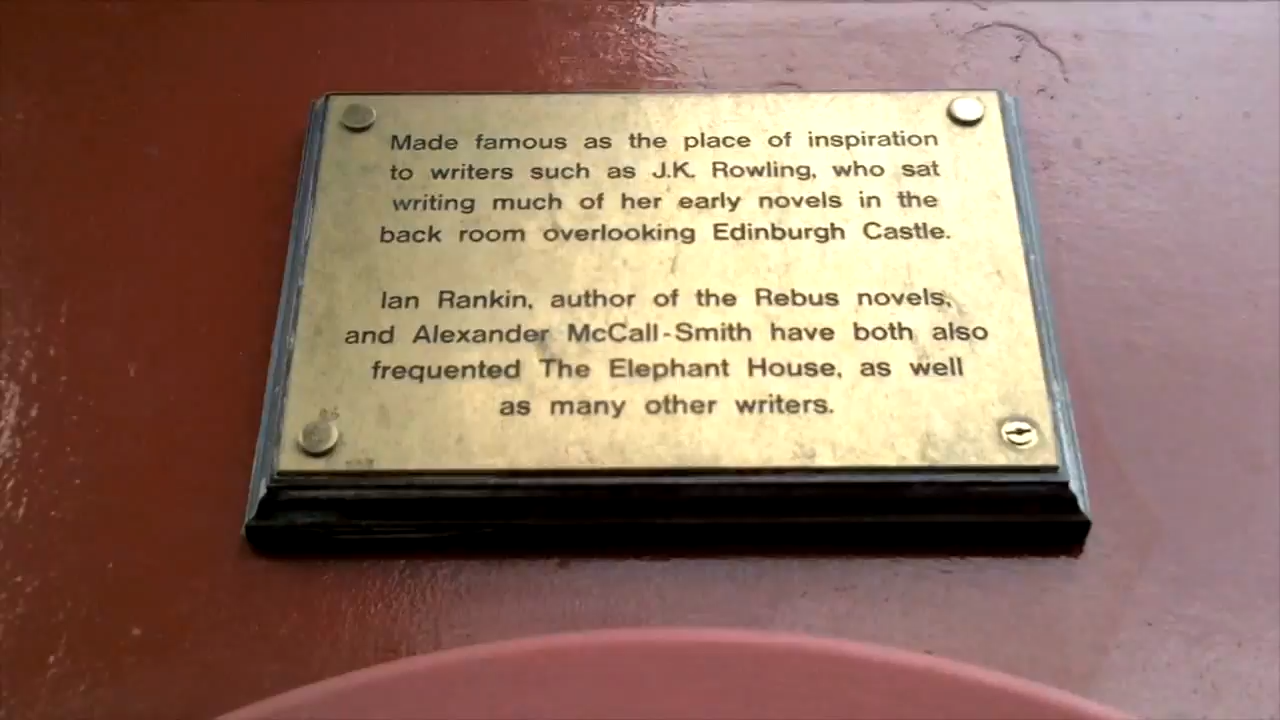 Made famous as the place of inspiration
to writers such as J.K. Rowling, who sat
writing much of her early novels in the
back room overlooking Edinburgh Castle.
Ian Rankin, author of the Rebus novels,
and Alexander McCall-Smith have both also
frequented The Elephant House, as well
as many other writers.